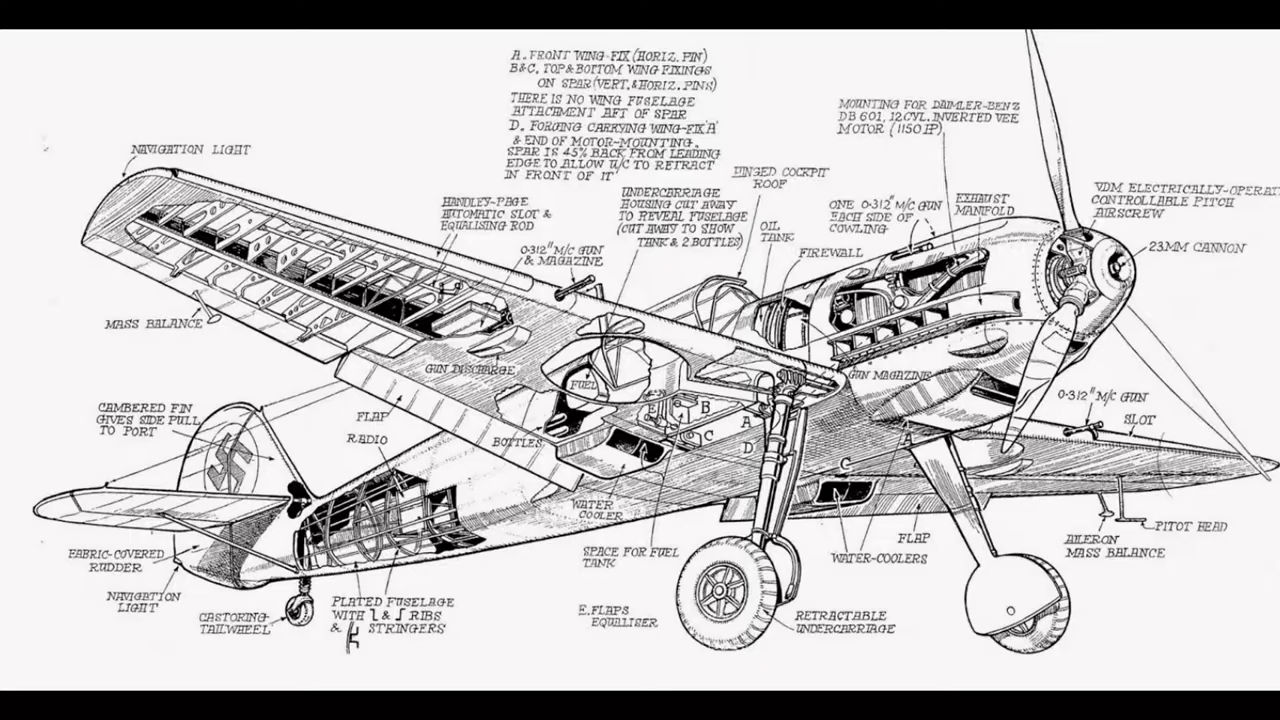 A. FRONT WING-FIX (HORIZ. PIN)
B&C. TOP & BOTTOM WING FIXINGS
ON SPAR (VERT. & HORIZ. PINS)
THERE IS NO WING FUSELAGE
ATTACHMENT AFT OF SPAR
D. FORGING CARRYING WING-FIX 'A'
& END OF MOTOR-MOUNTING.
SPAR IS 45% BACK FROM LEADING
EDGE TO ALLOW U/C TO RETRACT
IN FRONT OF IT
MOUNTING FOR DAIMLER-BENZ
DB 601, 12 CYL. INVERTED VEE
MOTOR (1150 HP)
NAVIGATION LIGHT
HINGED COCKPIT
ROOF
HANDLEY-PAGE
AUTOMATIC SLOT &
EQUALISING ROD
UNDERCARRIAGE
HOUSING CUT AWAY
TO REVEAL FUSELAGE
(CUT AWAY TO SHOW
TANK & 2 BOTTLES)
OIL
TANK
ONE 0.312" M/C GUN
EACH SIDE OF
COWLING
EXHAUST
MANIFOLD
VDM ELECTRICALLY-OPERAT
CONTROLLABLE PITCH
AIRSCREW
23MM CANNON
0.312" M/C GUN
& MAGAZINE
FIREWALL
MASS BALANCE
GUN DISCHARGE
FUEL
GUN MAGAZINE
0.312" M/C GUN
SLOT
CAMBERED FIN
GIVES SIDE PULL
TO PORT
FLAP
RADIO
BOTTLES
E
B
A
C
D
C
WATER
COOLER
SPACE FOR FUEL
TANK
WATER-COOLERS
FLAP
AILERON
MASS BALANCE
PITOT HEAD
FABRIC-COVERED
RUDDER
NAVIGATION
LIGHT
CASTORING
TAILWHEEL
PLATED FUSELAGE
WITH & RIBS
& STRINGERS
E. FLAPS
EQUALISER
RETRACTABLE
UNDERCARRIAGE